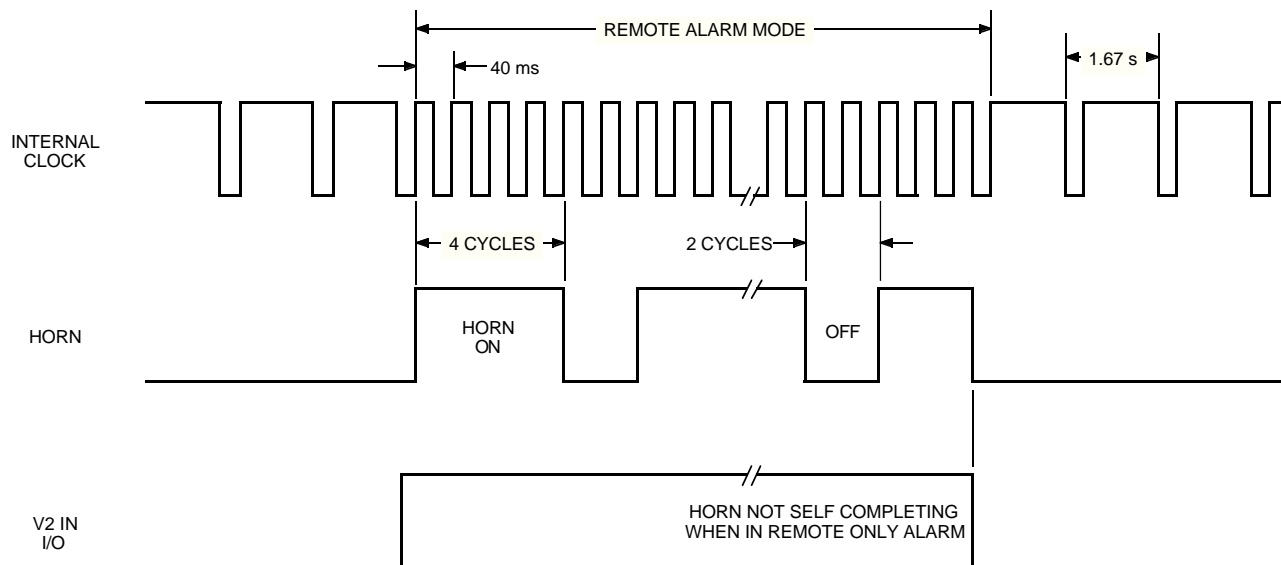 REMOTE ALARM MODE
40 ms
1.67 s
INTERNAL
CLOCK
4 CYCLES
2 CYCLES
HORN
HORN
ON
OFF
V2 IN
I/O
HORN NOT SELF COMPLETING
WHEN IN REMOTE ONLY ALARM